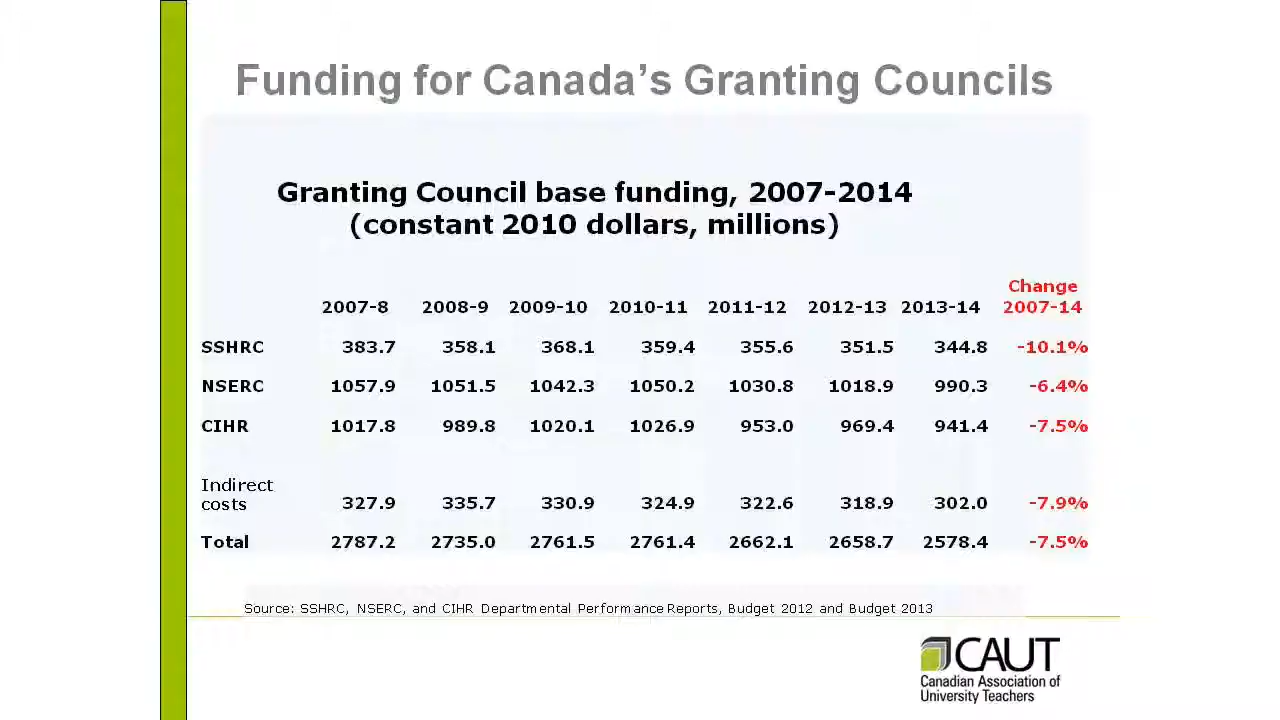 Funding for Canada's Granting Councils
Granting Council base funding, 2007-2014
(constant 2010 dollars, millions)
Change
2007-8 2008-9 2009-10 2010-11 2011-12 2012-13 2013-14 2007-14
SSHRC 383.7 358.1 368.1 359.4 355.6 351.5 344.8 -10.1%
NSERC 1057.9 1051.5 1042.3 1050.2 1030.8 1018.9 990.3 -6.4%
CIHR 1017.8 989.8 1020.1 1026.9 953.0 969.4 941.4 -7.5%
Indirect
costs 327.9 335.7 330.9 324.9 322.6 318.9 302.0 -7.9%
Total 2787.2 2735.0 2761.5 2761.4 2662.1 2658.7 2578.4 -7.5%
Source: SSHRC, NSERC, and CIHR Departmental Performance Reports, Budget 2012 and Budget 2013
CAUT
Canadian Association of
University Teachers